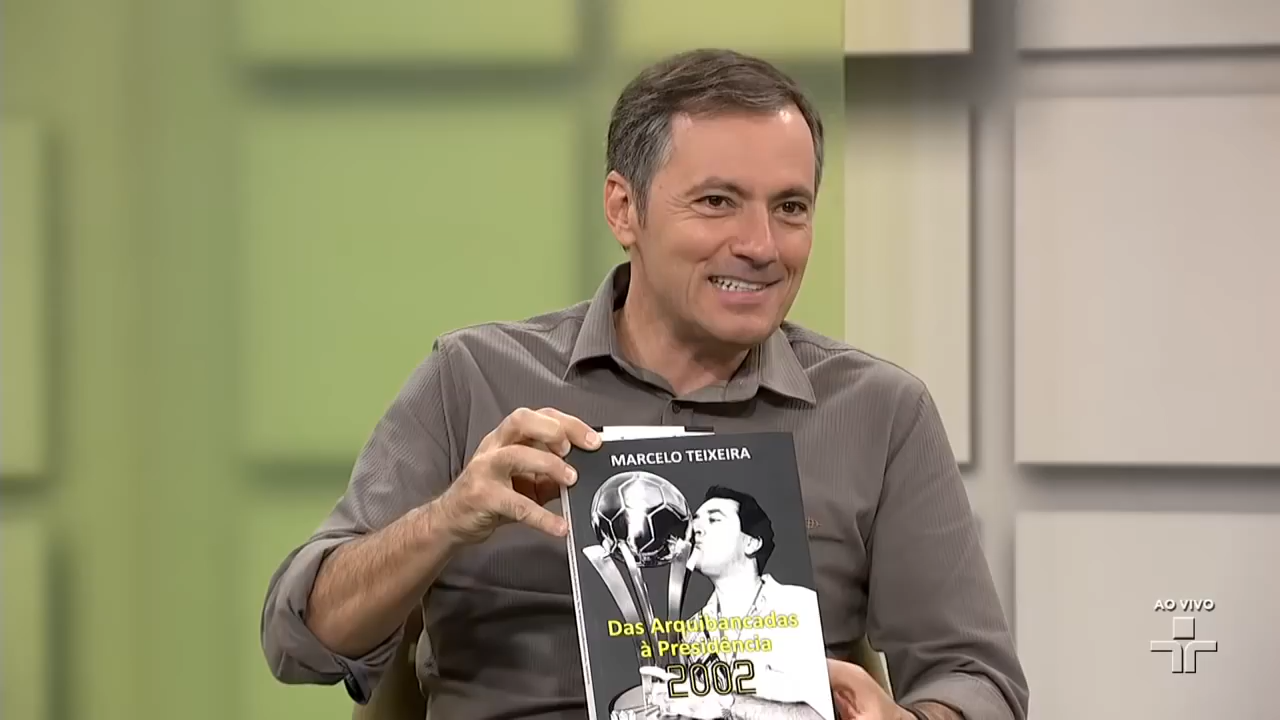 MARCELO TEIXEIRA
Das Arquibancadas
à Presidência
2002
AO VIVO